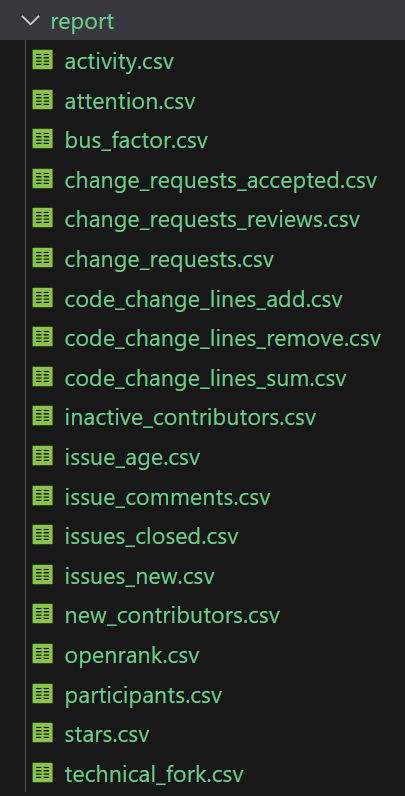 report
activity.csv
attention.csv
bus_factor.csv
change_requests_accepted.csv
change_requests_reviews.csv
change_requests.csv
code_change_lines_add.csv
code_change_lines_remove.csv
code_change_lines_sum.csv
inactive_contributors.csv
issue_age.csv
issue_comments.csv
issues_closed.csv
issues_new.csv
new_contributors.csv
openrank.csv
participants.csv
stars.csv
technical_fork.csv